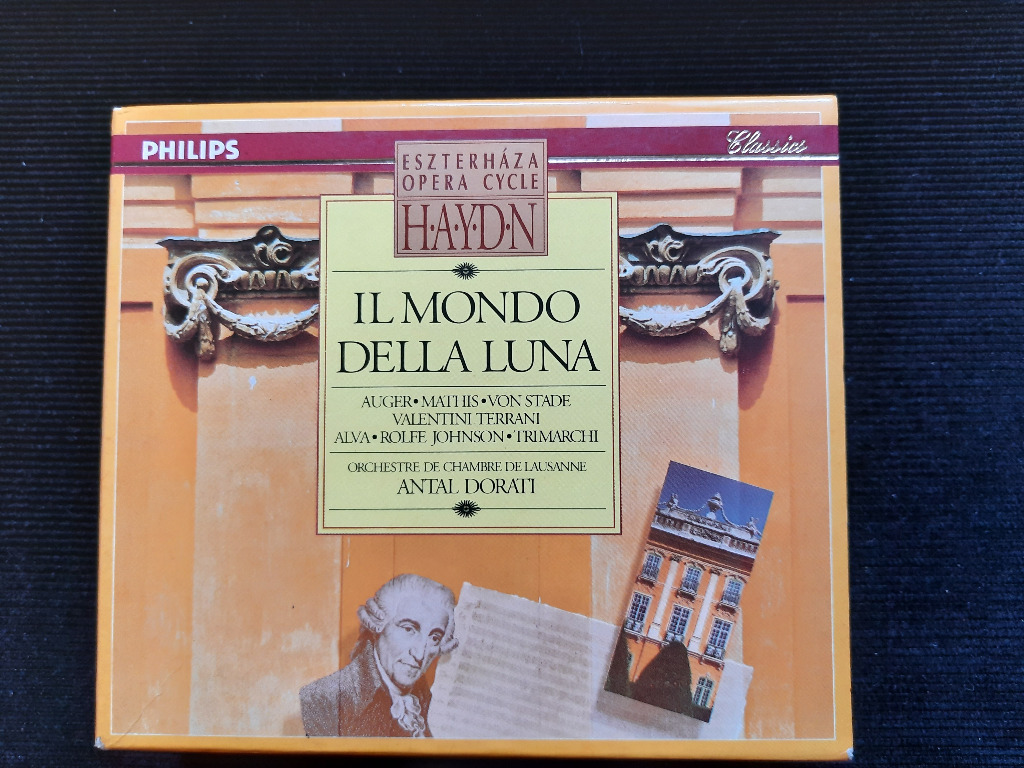 PHILIPS
Classics
ESZTERHÁZA
OPERA CYCLE
H·A·Y·D·N
IL MONDO
DELLA LUNA
AUGER • MATHIS • VON STADE
VALENTINI TERRANI
ALVA • ROLFE JOHNSON • TRIMARCHI
ORCHESTRE DE CHAMBRE DE LAUSANNE
ANTAL DORATI